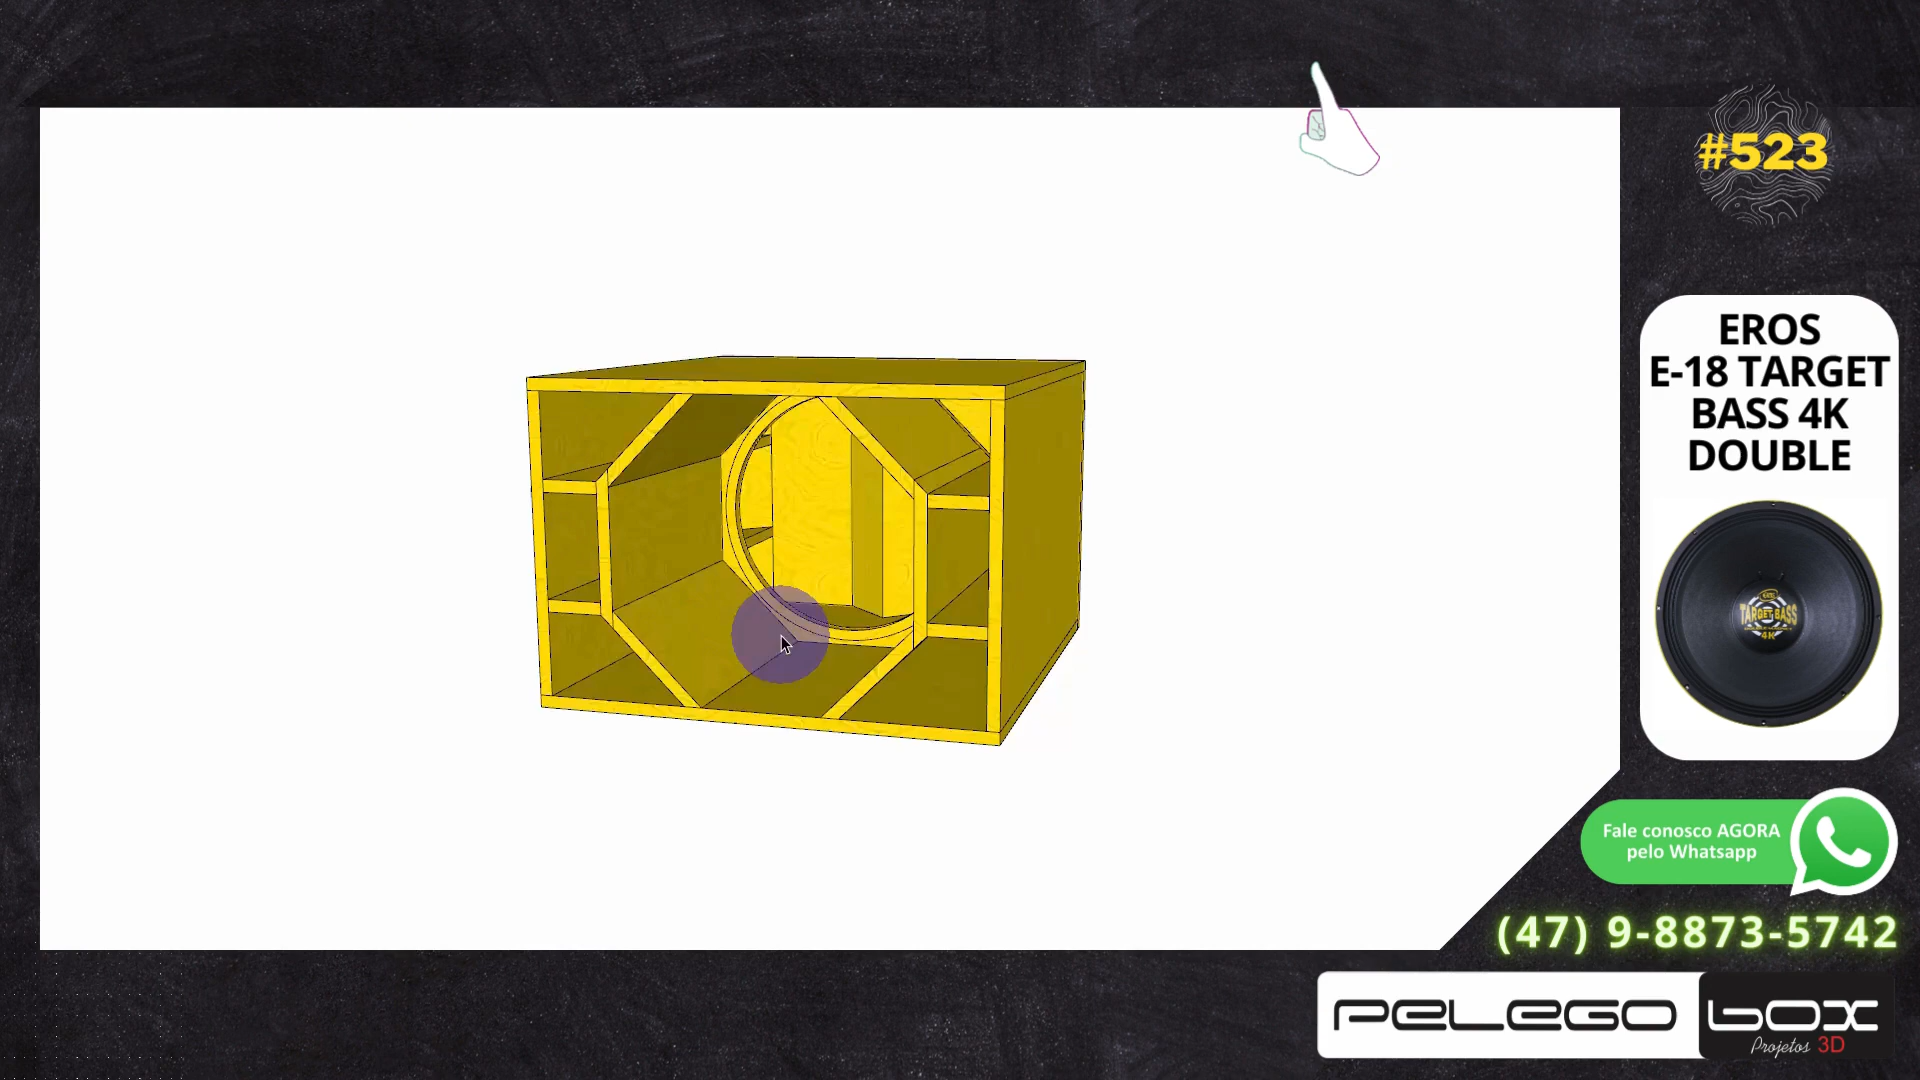 #523
EROS
E-18 TARGET
BASS 4K
DOUBLE
TARGET BASS
4K
Fale conosco AGORA
pelo Whatsapp
(47) 9-8873-5742
PELEGO BOX
Projetos 3D